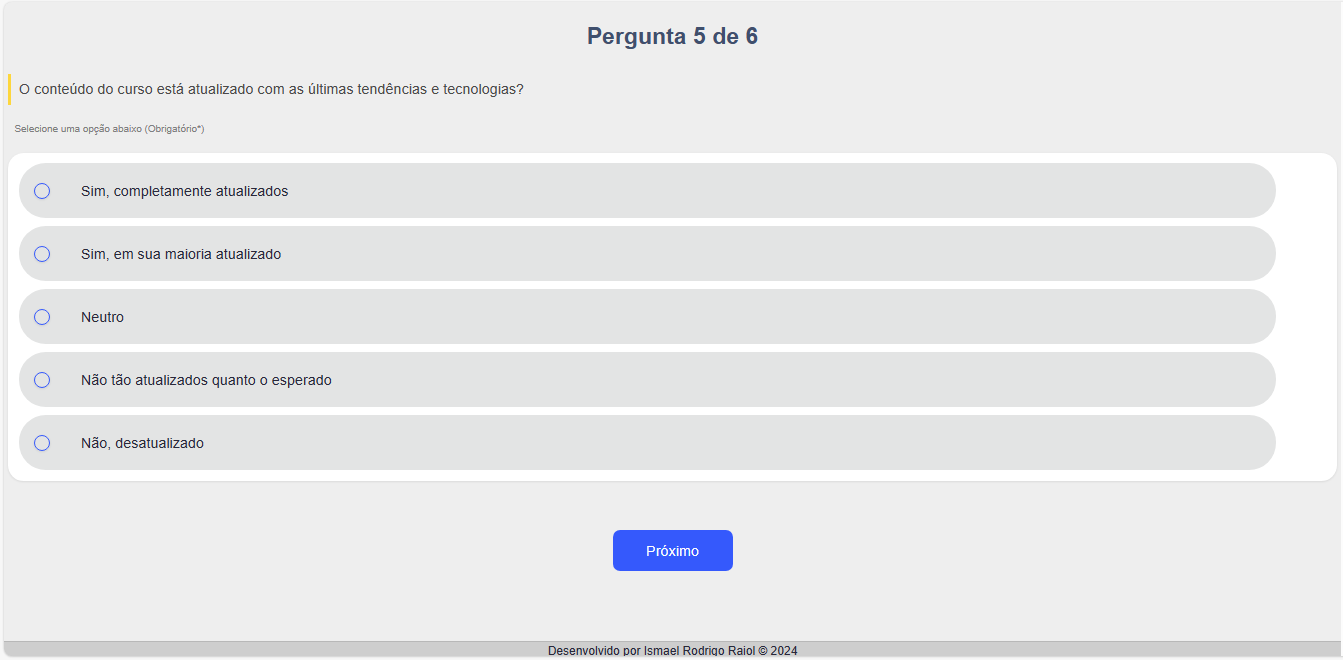 Pergunta 5 de 6
O conteúdo do curso está atualizado com as últimas tendências e tecnologias?
Selecione uma opção abaixo (Obrigatório*)
Sim, completamente atualizados
Sim, em sua maioria atualizado
Neutro
Não tão atualizados quanto o esperado
Não, desatualizado
Próximo
Desenvolvido por Ismael Rodrigo Raiol © 2024